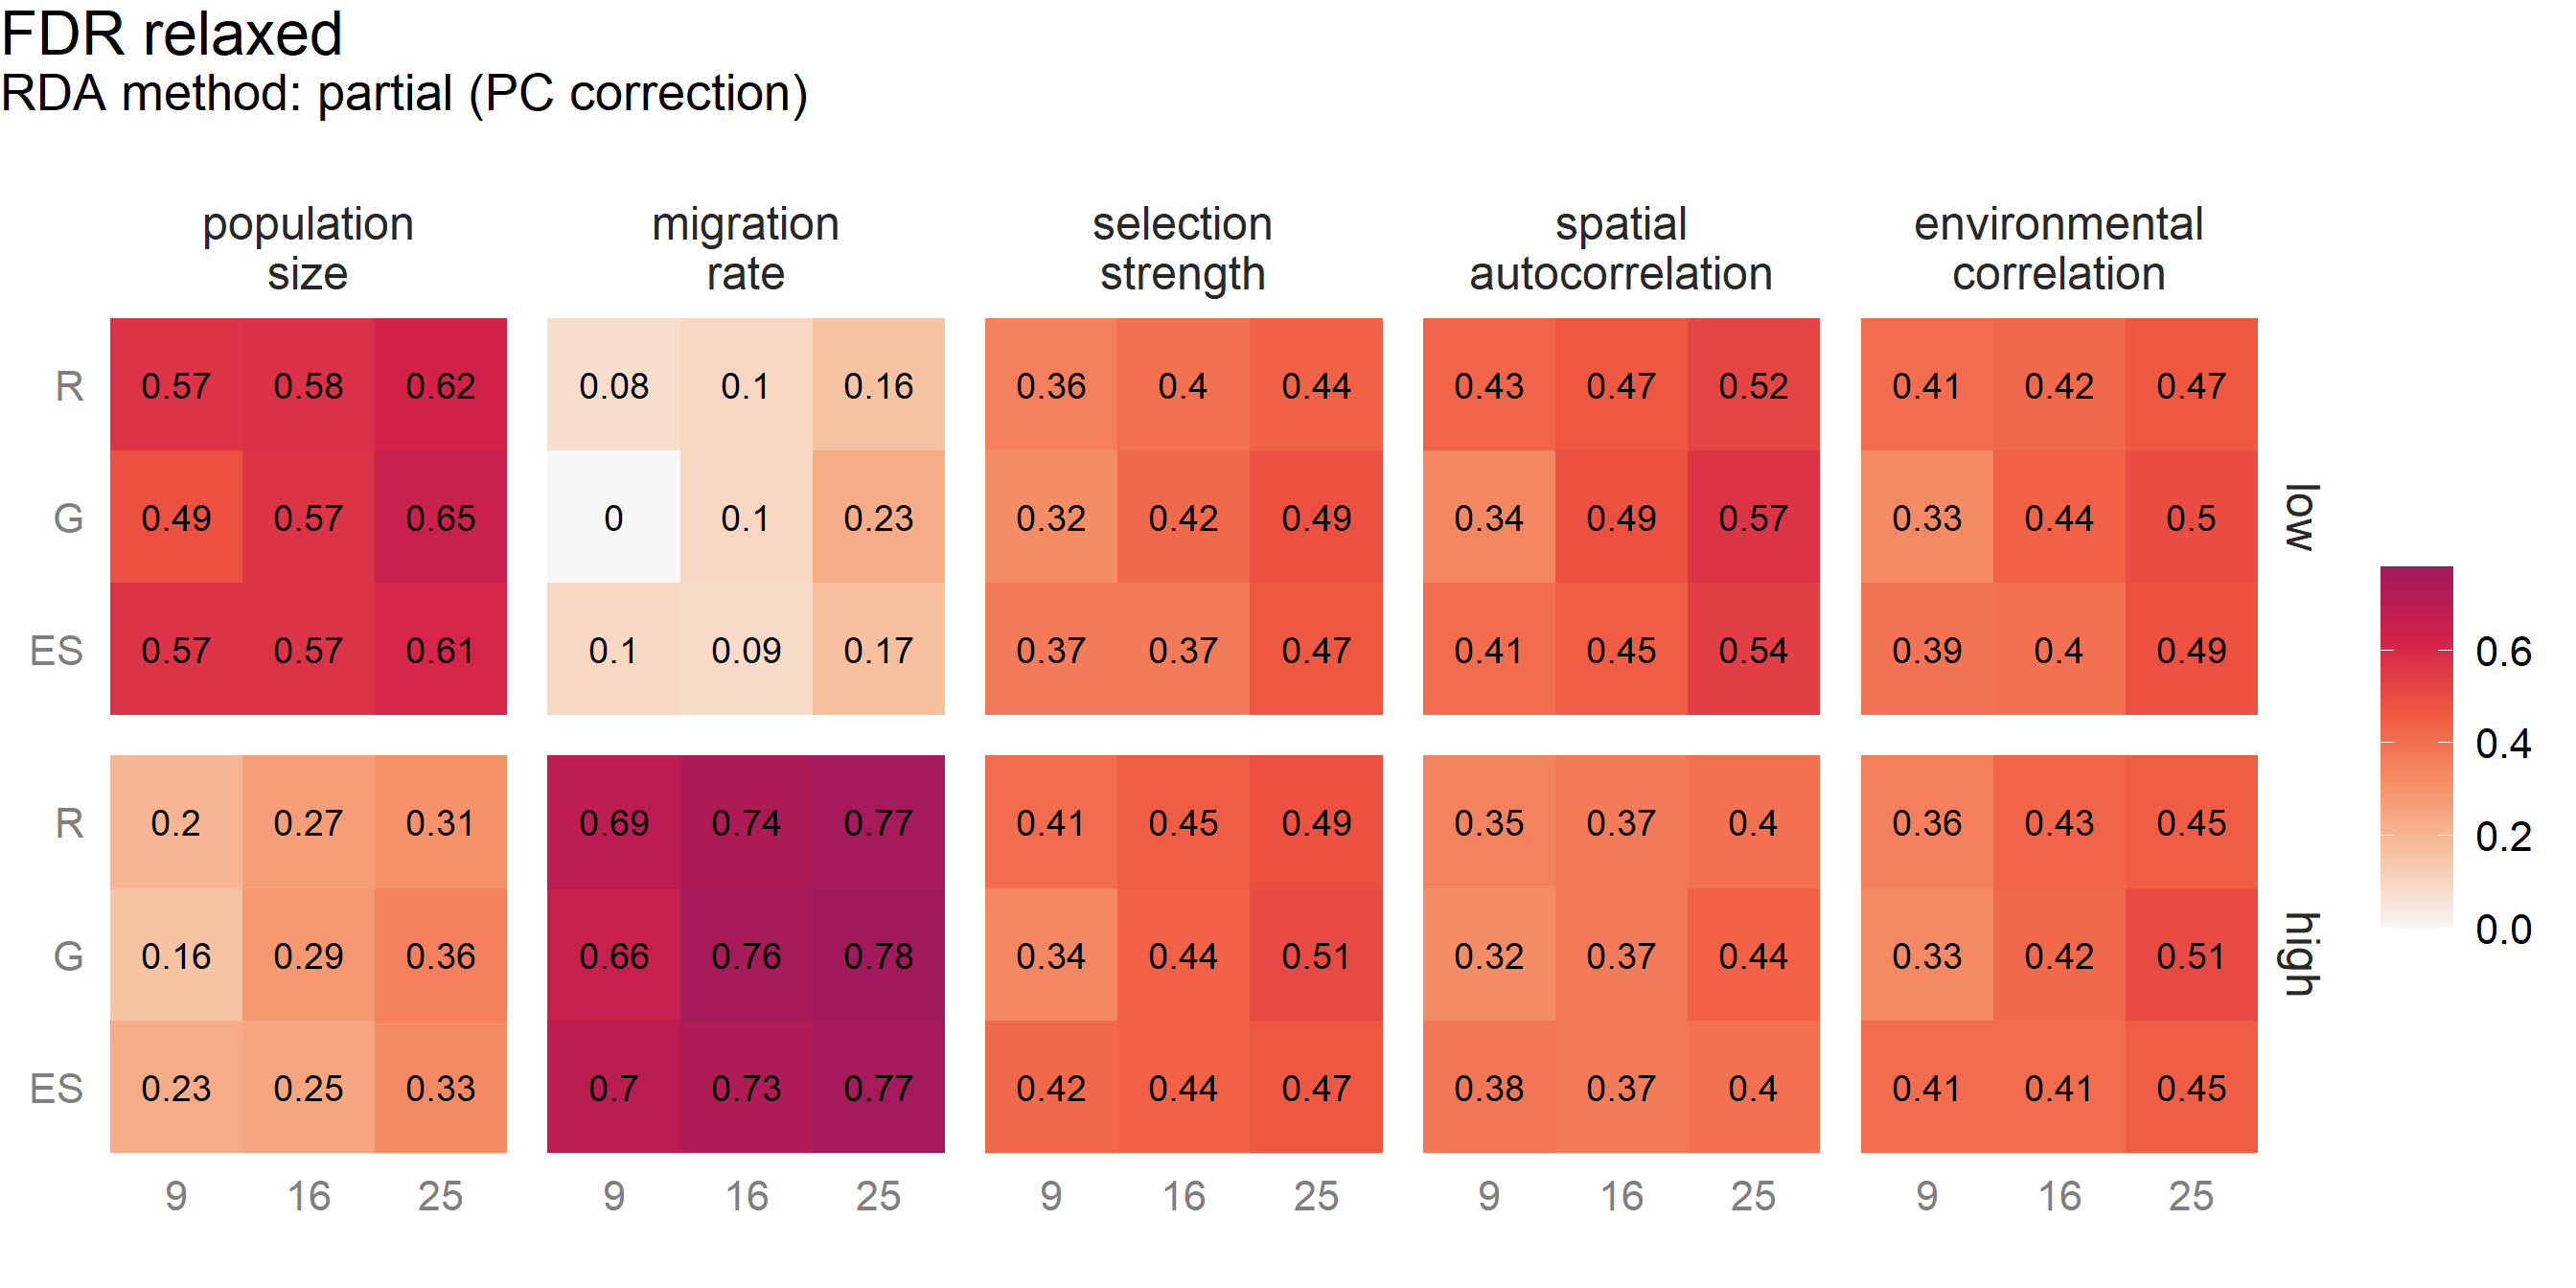 FDR relaxed
RDA method: partial (PC correction)
population size
migration rate
selection strength
spatial autocorrelation
environmental correlation
R 0.57 0.58 0.62 0.08 0.1 0.16 0.36 0.4 0.44 0.43 0.47 0.52 0.41 0.42 0.47
G 0.49 0.57 0.65 0 0.1 0.23 0.32 0.42 0.49 0.34 0.49 0.57 0.33 0.44 0.5
ES 0.57 0.57 0.61 0.1 0.09 0.17 0.37 0.37 0.47 0.41 0.45 0.54 0.39 0.4 0.49
low
R 0.2 0.27 0.31 0.69 0.74 0.77 0.41 0.45 0.49 0.35 0.37 0.4 0.36 0.43 0.45
G 0.16 0.29 0.36 0.66 0.76 0.78 0.34 0.44 0.51 0.32 0.37 0.44 0.33 0.42 0.51
ES 0.23 0.25 0.33 0.7 0.73 0.77 0.42 0.44 0.47 0.38 0.37 0.4 0.41 0.41 0.45
high
9 16 25 9 16 25 9 16 25 9 16 25 9 16 25
0.6
0.4
0.2
0.0